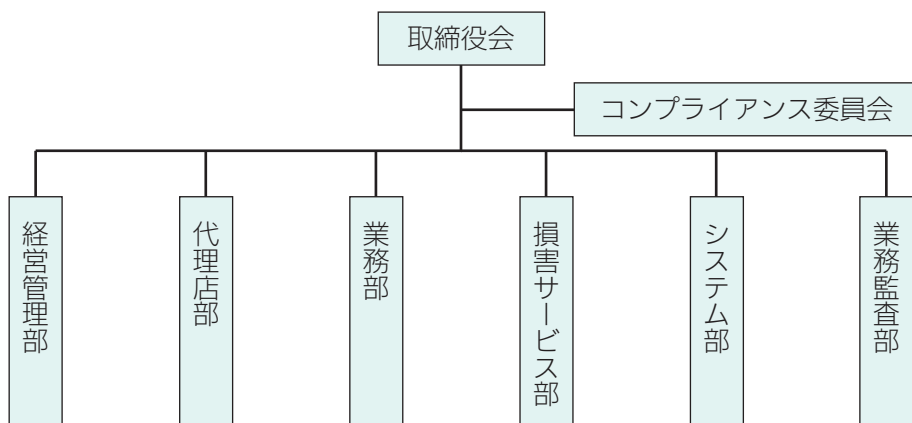 取締役会
コンプライアンス委員会
経営管理部
代理店部
業務部
損害サービス部
システム部
業務監査部